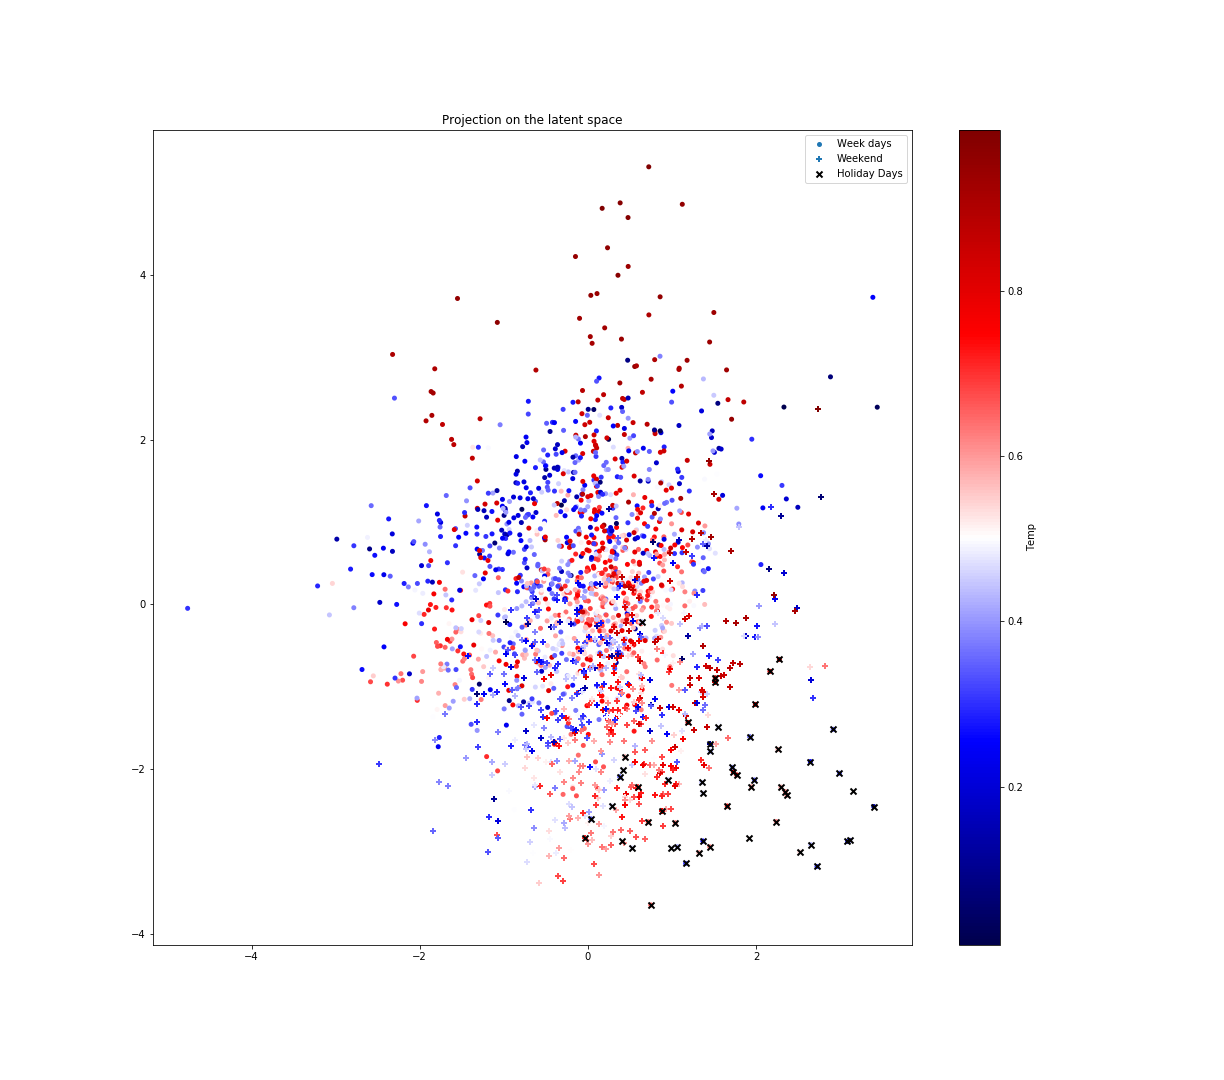 Projection on the latent space
Week days
Weekend
Holiday Days
4
2
0
−2
−4
−4
−2
0
2
0.8
0.6
0.4
0.2
Temp